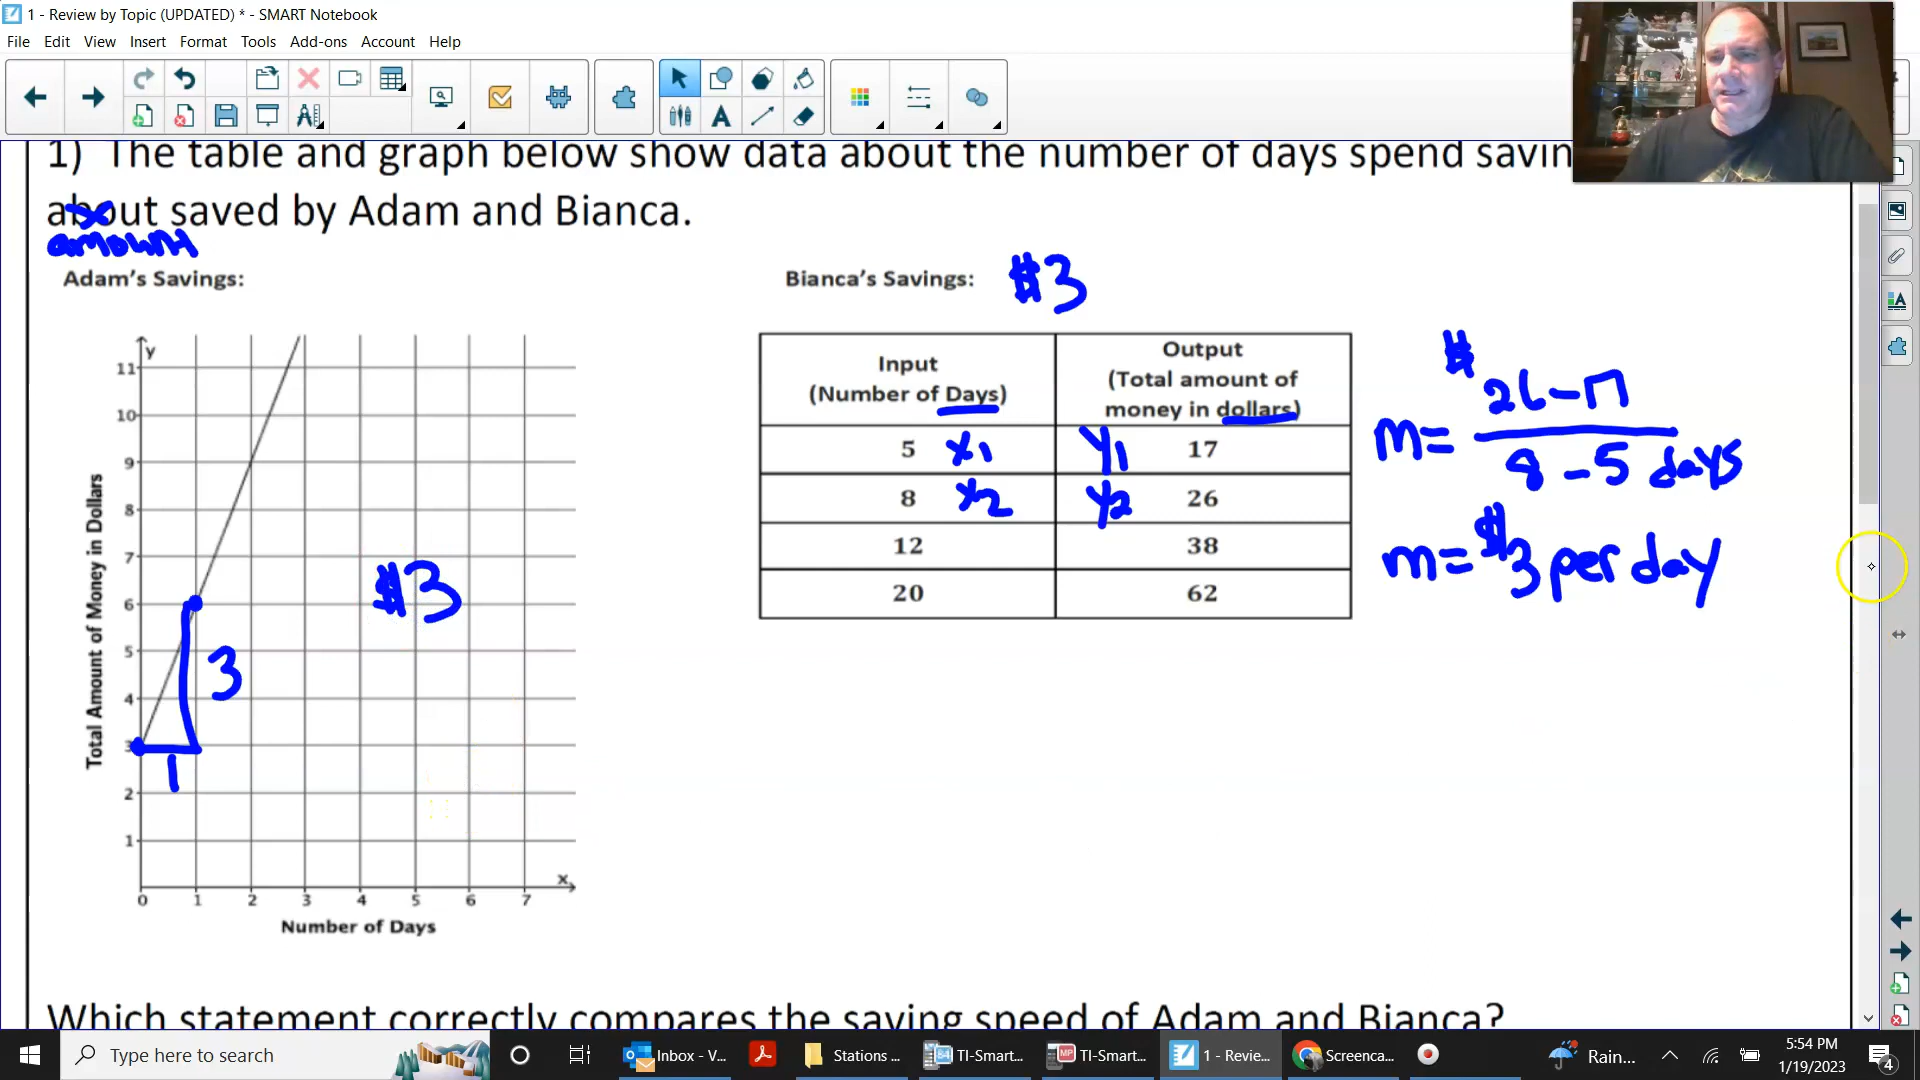 1 - Review by Topic (UPDATED) * - SMART Notebook
File Edit View Insert Format Tools Add-ons Account Help
1) The table and graph below show data about the number of days spend savin
about saved by Adam and Bianca.
amount
Adam's Savings:
Bianca's Savings: $3
y
11
10
9
8
7
6
5
4
3
2
1
0 1 2 3 4 5 6 7
x
Total Amount of Money in Dollars
Number of Days
$3
3
1
Input
(Number of Days)
Output
(Total amount of
money in dollars)
5 x1 y1 17
8 x2 y2 26
12 38
20 62
$
m = 26-17
8-5 days
m = $3 per day
Which statement correctly compares the saving speed of Adam and Bianca?
Type here to search
Inbox - V...
Stations ...
84 TI-Smart...
MP TI-Smart...
1 - Revie...
Screenca...
Rain...
5:54 PM
1/19/2023
4